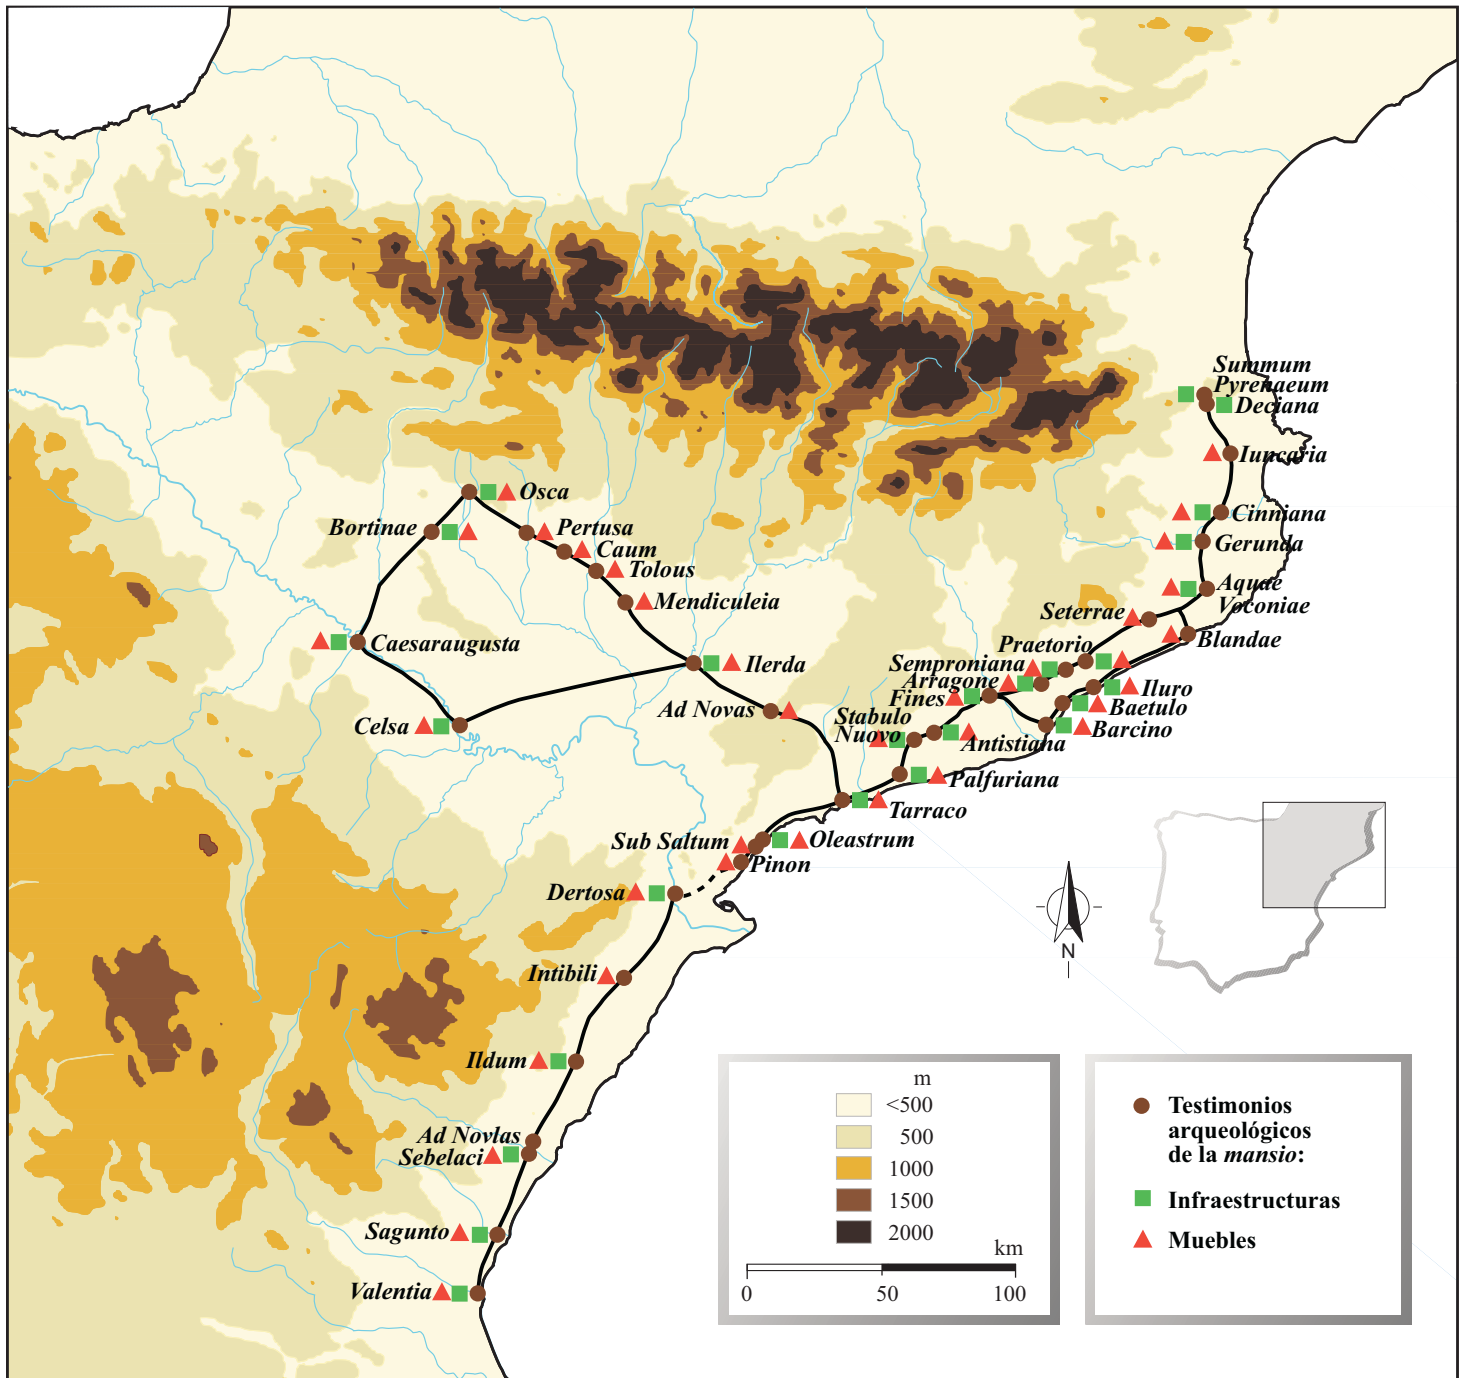 Summum
Pyrenaeum
Deciana
Iuncaria
Osca
Bortinae
Pertusa
Cinniana
Caum
Gerunda
Tolous
Aquae
Voconiae
Mendiculeia
Seterrae
Blandae
Caesaraugusta
Praetorio
Semproniana
Ilerda
Arragone
Iluro
Fines
Baetulo
Ad Novas
Stabulo
Nuovo
Celsa
Barcino
Antistiana
Palfuriana
Tarraco
Sub Saltum
Oleastrum
Pinon
Dertosa
N
Intibili
Ildum
Ad Novlas
Sebelaci
Sagunto
Valentia
m
<500
500
1000
1500
2000
km
0 50 100
Testimonios
arqueológicos
de la mansio:
Infraestructuras
Muebles